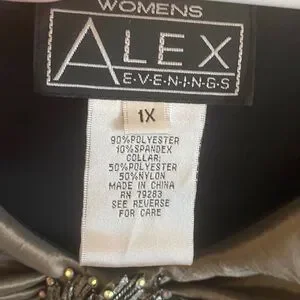 WOMENS
ALEX
E·V·E·N·I·N·G·S
1X
90%POLYESTER
10%SPANDEX
COLLAR:
50%POLYESTER
50%NYLON
MADE IN CHINA
RN 79283
SEE REVERSE
FOR CARE